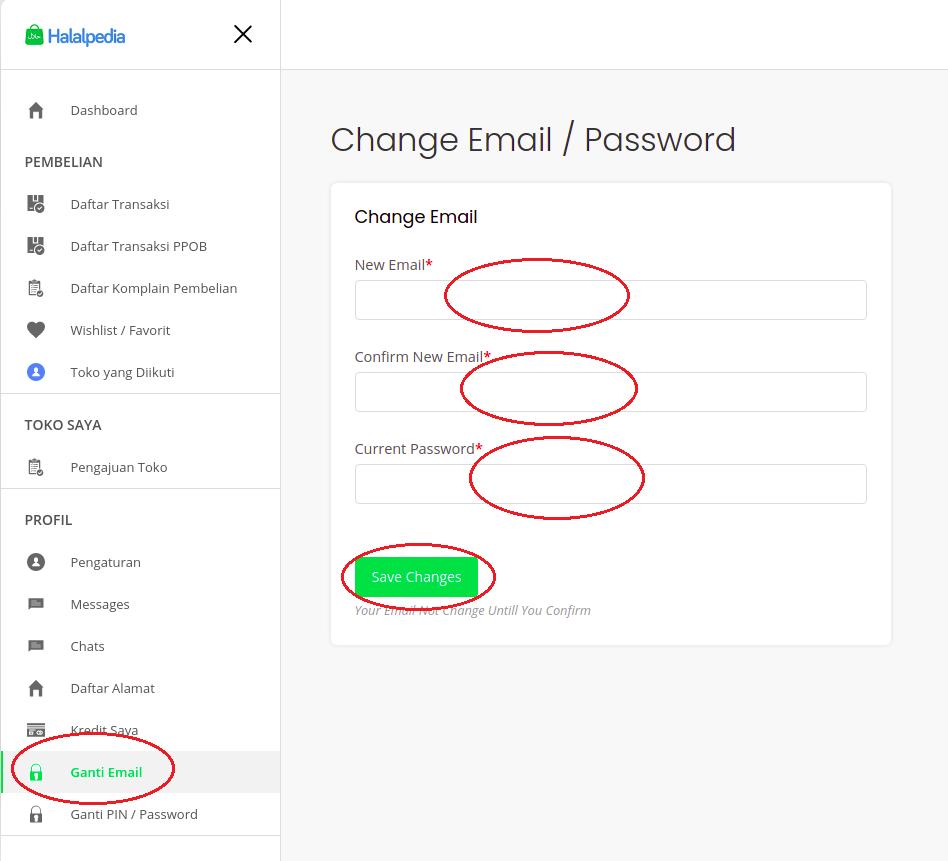 Halalpedia
Dashboard
PEMBELIAN
Daftar Transaksi
Daftar Transaksi PPOB
Daftar Komplain Pembelian
Wishlist / Favorit
Toko yang Diikuti
TOKO SAYA
Pengajuan Toko
PROFIL
Pengaturan
Messages
Chats
Daftar Alamat
Kredit Saya
Ganti Email
Ganti PIN / Password
Change Email / Password
Change Email
New Email*
Confirm New Email*
Current Password*
Save Changes
Your Email Not Change Untill You Confirm